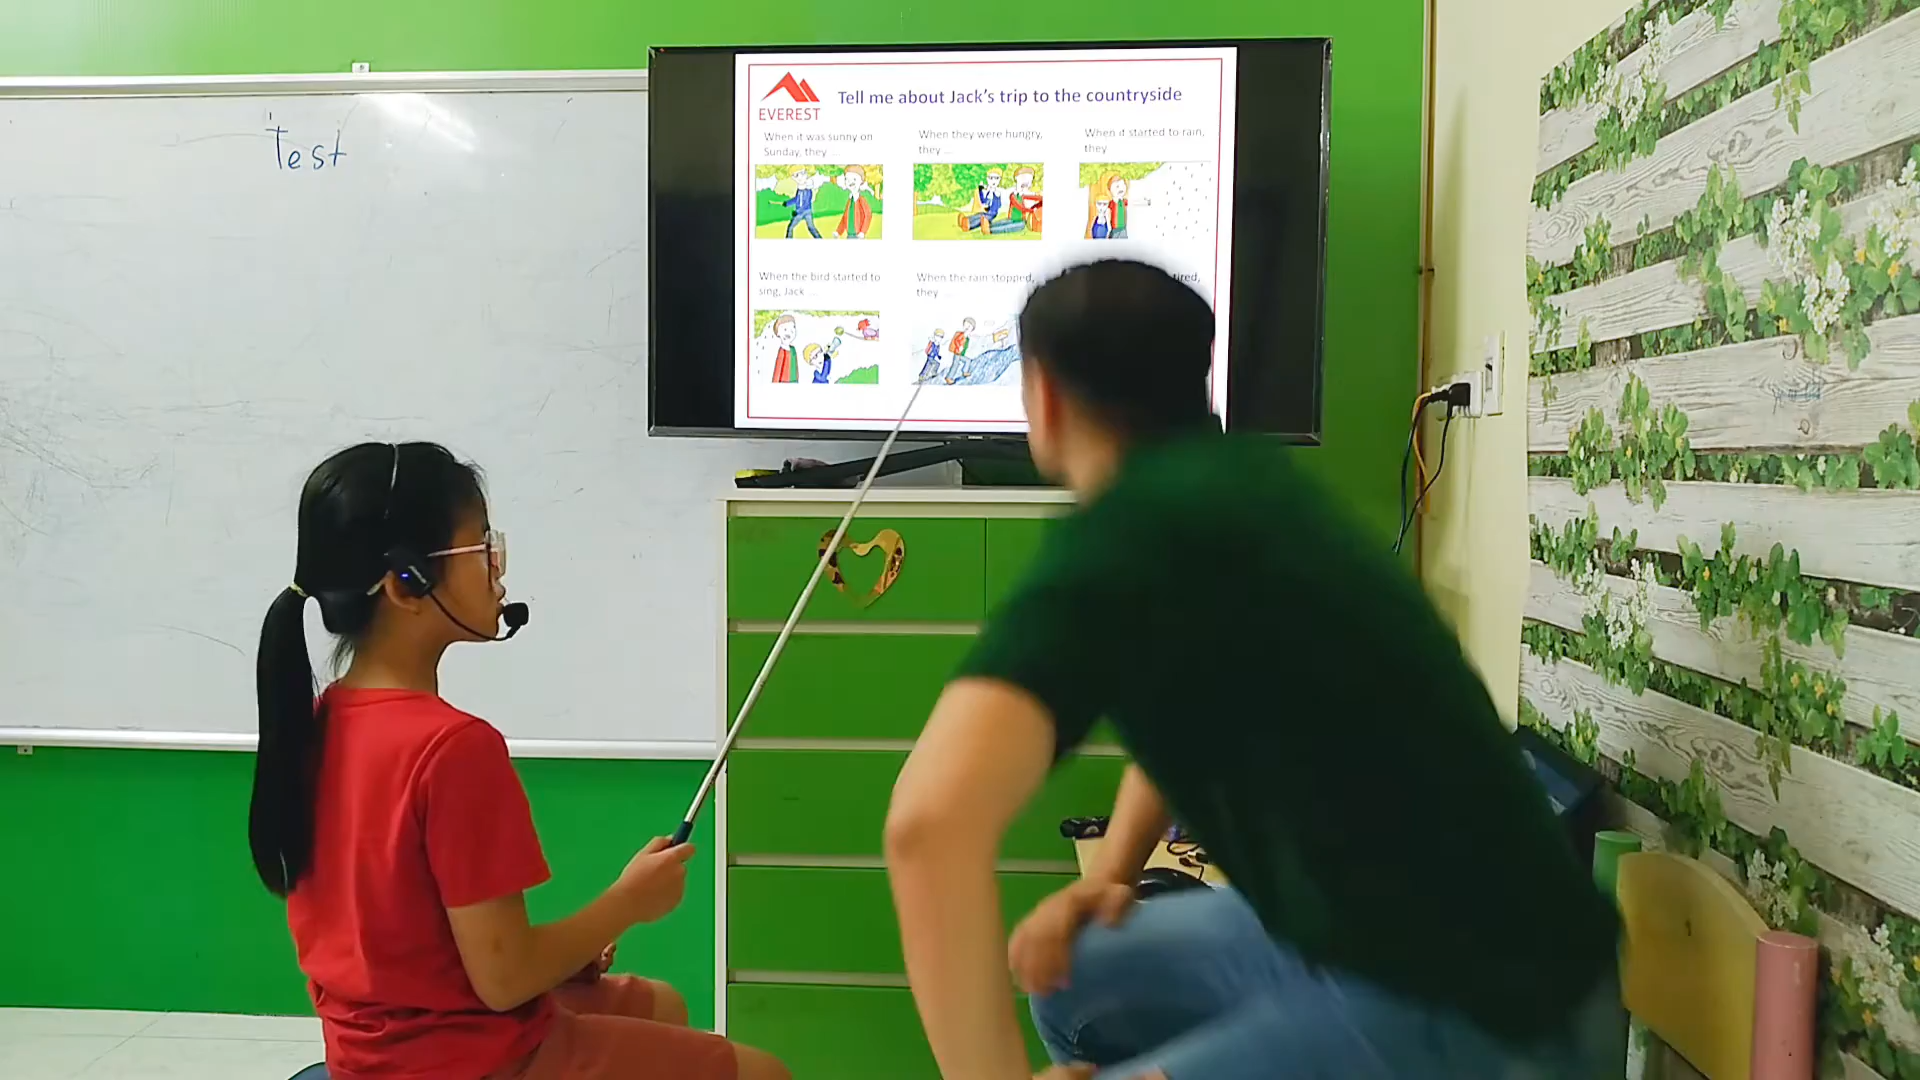 Test
Tell me about Jack's trip to the countryside
EVEREST
When it was sunny on
Sunday, they ...
When they were hungry,
they ...
When it started to rain,
they
When the bird started to
sing, Jack ...
When the rain stopped,
they ...
tired,